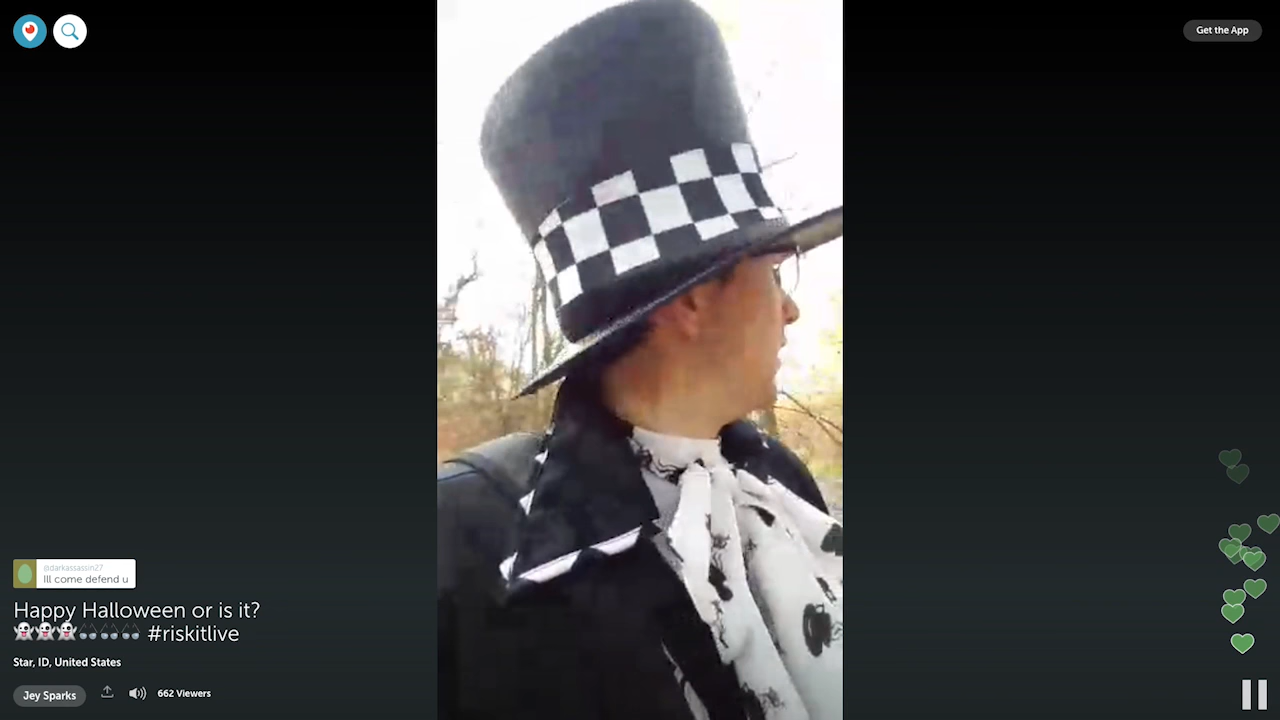 Get the App
@darkassassin27
Ill come defend u
Happy Halloween or is it?
👻👻👻👓👓👓 #riskitlive
Star, ID, United States
Jey Sparks
662 Viewers